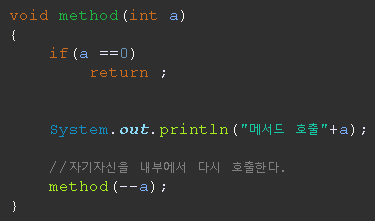 void method(int a)
{
if(a ==0)
return ;
System.out.println("메서드 호출"+a);
//자기자신을 내부에서 다시 호출한다.
method(--a);
}